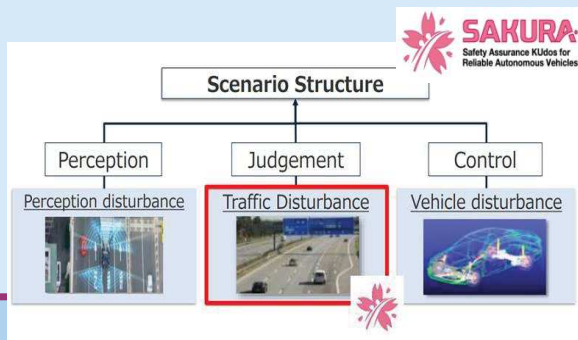 SAKURA
Safety Assurance KUdos for
Reliable Autonomous Vehicles
Scenario Structure
Perception
Judgement
Control
Perception disturbance
Traffic Disturbance
Vehicle disturbance